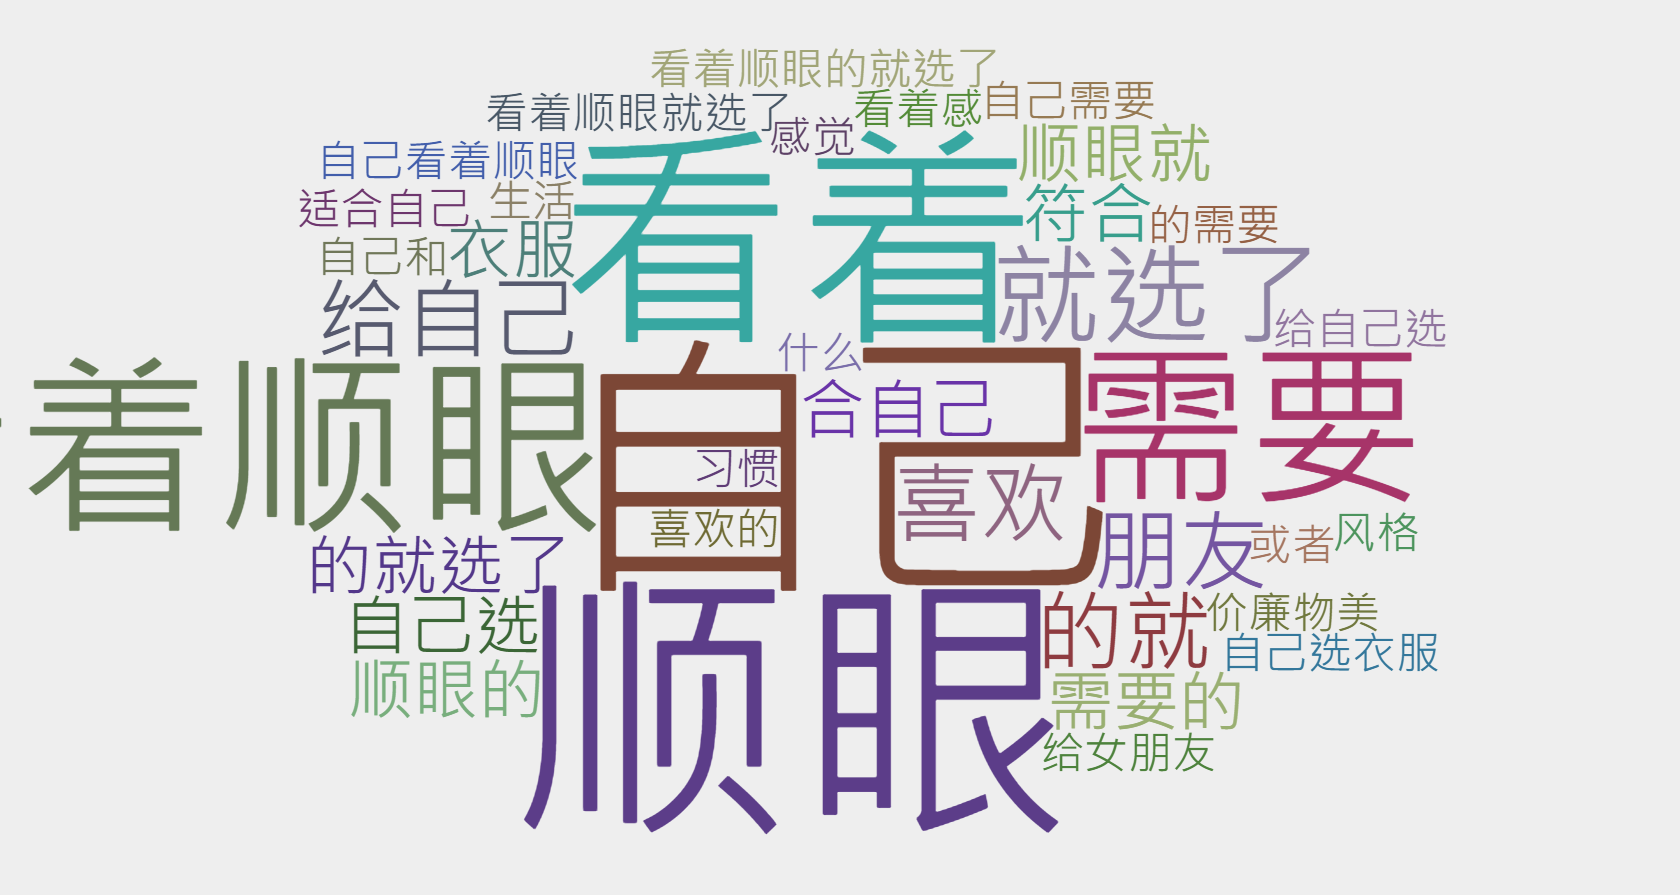 看着顺眼的就选了
看着顺眼就选了
看着感
自己需要
感觉
顺眼就
自己看着顺眼
看着
适合自己
生活
符合
的需要
自己和
衣服
就选了
给自己
给自己选
什么
着顺眼
自己
需要
合自己
习惯
喜欢
喜欢的
朋友
或者
风格
的就选了
顺眼
的就
价廉物美
自己选
自己选衣服
顺眼的
需要的
给女朋友